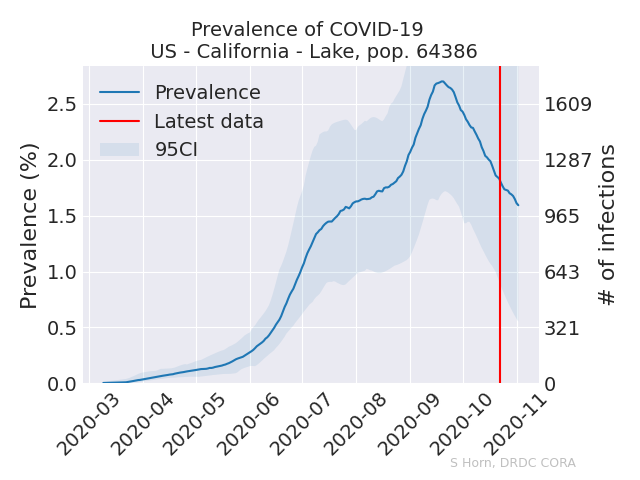 Prevalence of COVID-19
US - California - Lake, pop. 64386
Prevalence
Latest data
95CI
Prevalence (%)
2.5
2.0
1.5
1.0
0.5
0.0
1609
1287
965
643
321
0
# of infections
2020-03
2020-04
2020-05
2020-06
2020-07
2020-08
2020-09
2020-10
2020-11
S Horn, DRDC CORA